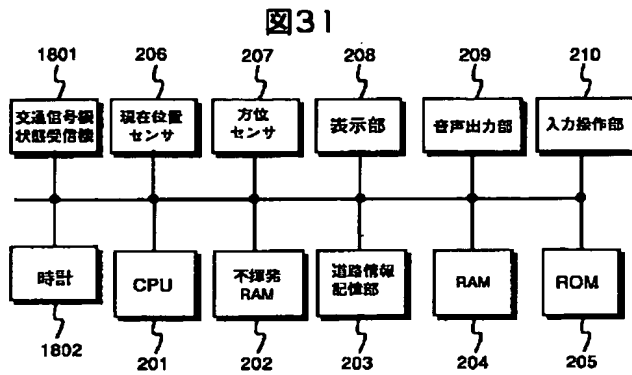 図31
1801 206 207 208 209 210
交通信号機
状態受信機
現在位置
センサ
方位
センサ
表示部
音声出力部
入力操作部
時計
CPU
不揮発
RAM
道路情報
記憶部
RAM
ROM
1802 201 202 203 204 205